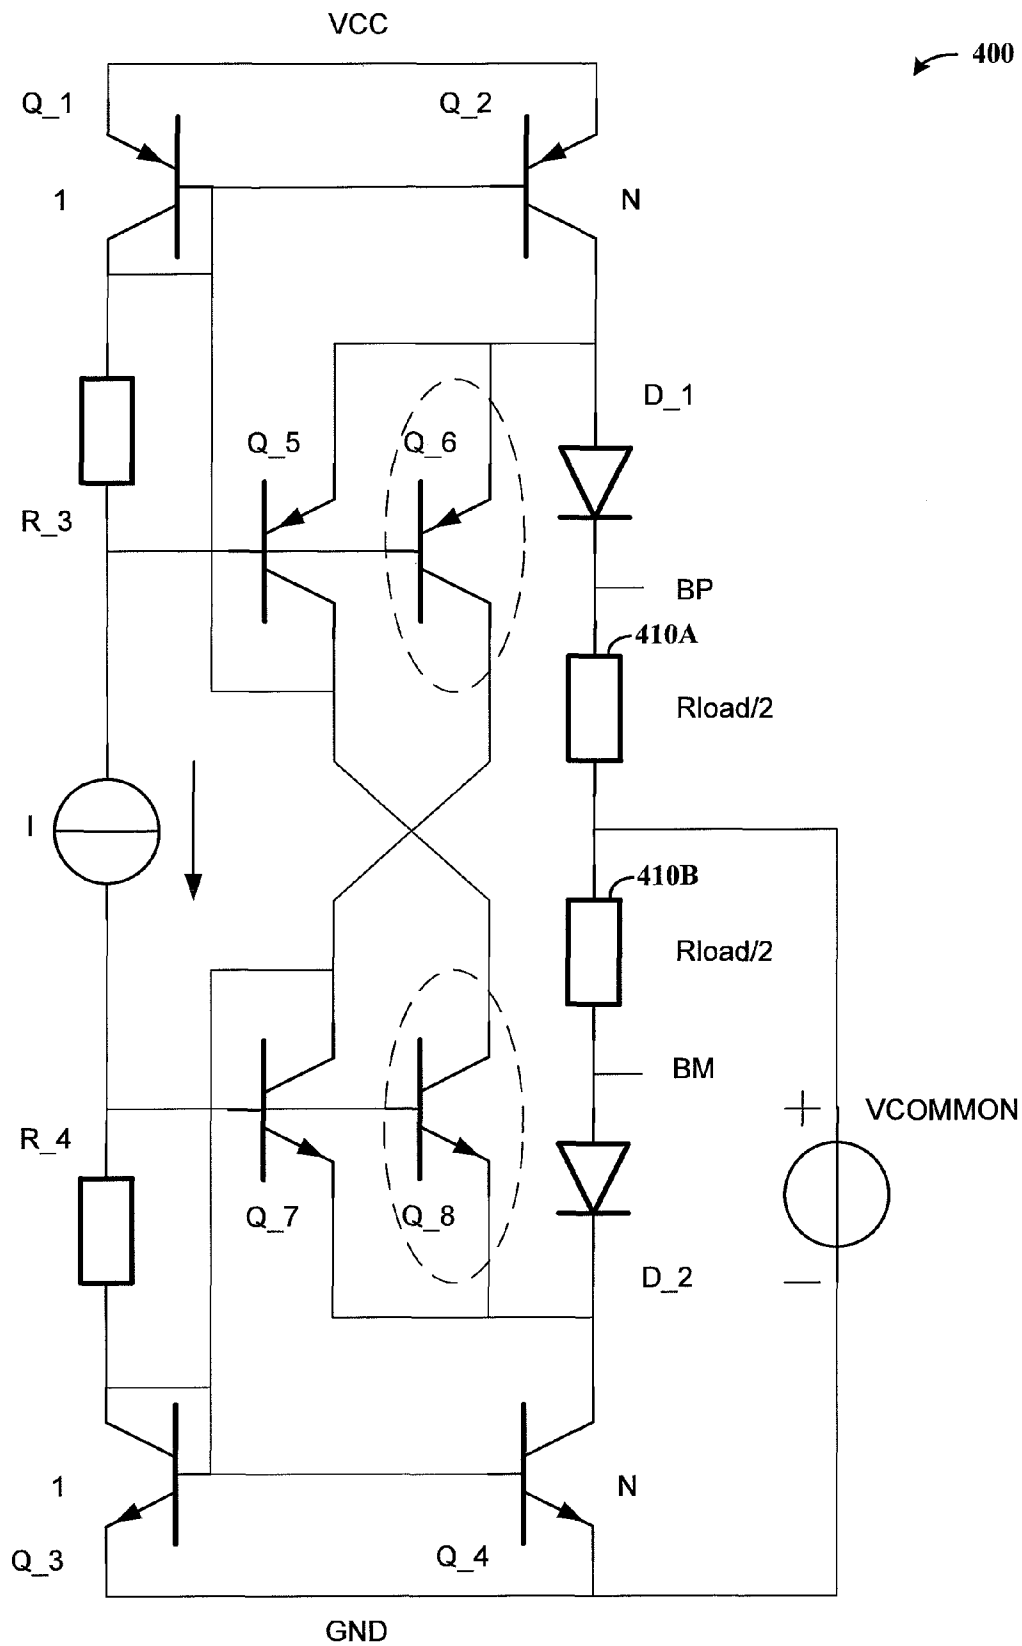 VCC
400
Q_1
Q_2
1
N
D_1
Q_5
Q_6
R_3
BP
410A
Rload/2
I
410B
Rload/2
BM
+
VCOMMON
R_4
Q_7
Q_8
D_2
—
1
N
Q_3
Q_4
GND